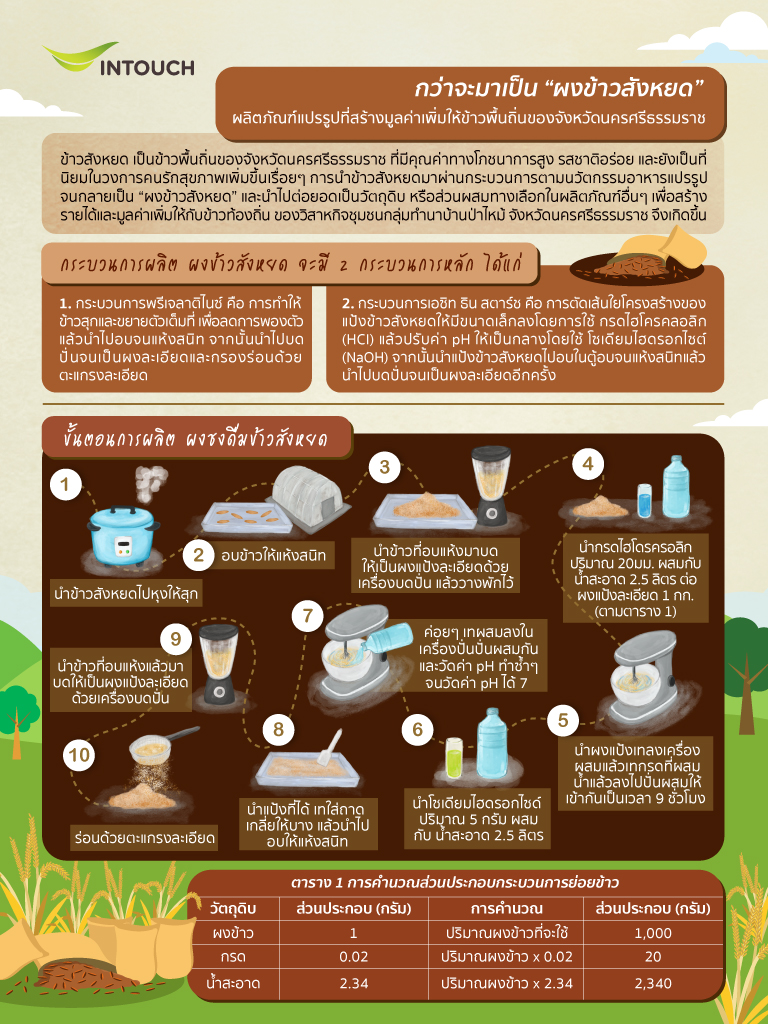 INTOUCH
กว่าจะมาเป็น “ผงข้าวสังหยด”
ผลิตภัณฑ์แปรรูปที่สร้างมูลค่าเพิ่มให้ข้าวพื้นถิ่นของจังหวัดนครศรีธรรมราช
ข้าวสังหยด เป็นข้าวพื้นถิ่นของจังหวัดนครศรีธรรมราช ที่มีคุณค่าทางโภชนาการสูง รสชาติอร่อย และยังเป็นที่
นิยมในวงการคนรักสุขภาพเพิ่มขึ้นเรื่อยๆ การนำข้าวสังหยดมาผ่านกระบวนการตามนวัตกรรมอาหารแปรรูป
จนกลายเป็น “ผงข้าวสังหยด” และนำไปต่อยอดเป็นวัตถุดิบ หรือส่วนผสมทางเลือกในผลิตภัณฑ์อื่นๆ เพื่อสร้าง
รายได้และมูลค่าเพิ่มให้กับข้าวท้องถิ่น ของวิสาหกิจชุมชนกลุ่มทำนาบ้านป่าไหม้ จังหวัดนครศรีธรรมราช จึงเกิดขึ้น
กระบวนการผลิต ผงข้าวสังหยด จะมี 2 กระบวนการหลัก ได้แก่
1. กระบวนการพรีเจลาติไนซ์ คือ การทำให้
ข้าวสุกและขยายตัวเต็มที่ เพื่อลดการพองตัว
แล้วนำไปอบจนแห้งสนิท จากนั้นนำไปบด
ปั่นจนเป็นผงละเอียดและกรองร่อนด้วย
ตะแกรงละเอียด
2. กระบวนการเอซิท ธิน สตาร์ช คือ การตัดเส้นใยโครงสร้างของ
แป้งข้าวสังหยดให้มีขนาดเล็กลงโดยการใช้ กรดไฮโครคลอลิก
(HCl) แล้วปรับค่า pH ให้เป็นกลางโดยใช้ โซเดียมไฮดรอกไซต์
(NaOH) จากนั้นนำแป้งข้าวสังหยดไปอบในตู้อบจนแห้งสนิทแล้ว
นำไปบดปั่นจนเป็นผงละเอียดอีกครั้ง
ขั้นตอนการผลิต ผงชงดื่มข้าวสังหยด
1
นำข้าวสังหยดไปหุงให้สุก
2
อบข้าวให้แห้งสนิท
3
นำข้าวที่อบแห้งมาบด
ให้เป็นผงแป้งละเอียดด้วย
เครื่องบดปั่น แล้ววางพักไว้
4
นำกรดไฮโดรครอลิก
ปริมาณ 20มม. ผสมกับ
น้ำสะอาด 2.5 ลิตร ต่อ
ผงแป้งละเอียด 1 กก.
(ตามตาราง 1)
5
นำผงแป้งเทลงเครื่อง
ผสมแล้วเทกรดที่ผสม
น้ำแล้วลงไปปั่นผสมให้
เข้ากันเป็นเวลา 9 ชั่วโมง
6
นำโซเดียมไฮดรอกไซด์
ปริมาณ 5 กรัม ผสม
กับ น้ำสะอาด 2.5 ลิตร
7
ค่อยๆ เทผสมลงใน
เครื่องปั่นปั่นผสมกัน
และวัดค่า pH ทำซ้ำๆ
จนวัดค่า pH ได้ 7
8
นำแป้งที่ได้ เทใส่ถาด
เกลี่ยให้บาง แล้วนำไป
อบให้แห้งสนิท
9
นำข้าวที่อบแห้งแล้วมา
บดให้เป็นผงแป้งละเอียด
ด้วยเครื่องบดปั่น
10
ร่อนด้วยตะแกรงละเอียด
ตาราง 1 การคำนวณส่วนประกอบกระบวนการย่อยข้าว
วัตถุดิบ ส่วนประกอบ (กรัม) การคำนวณ ส่วนประกอบ (กรัม)
ผงข้าว 1 ปริมาณผงข้าวที่จะใช้ 1,000
กรด 0.02 ปริมาณผงข้าว x 0.02 20
น้ำสะอาด 2.34 ปริมาณผงข้าว x 2.34 2,340